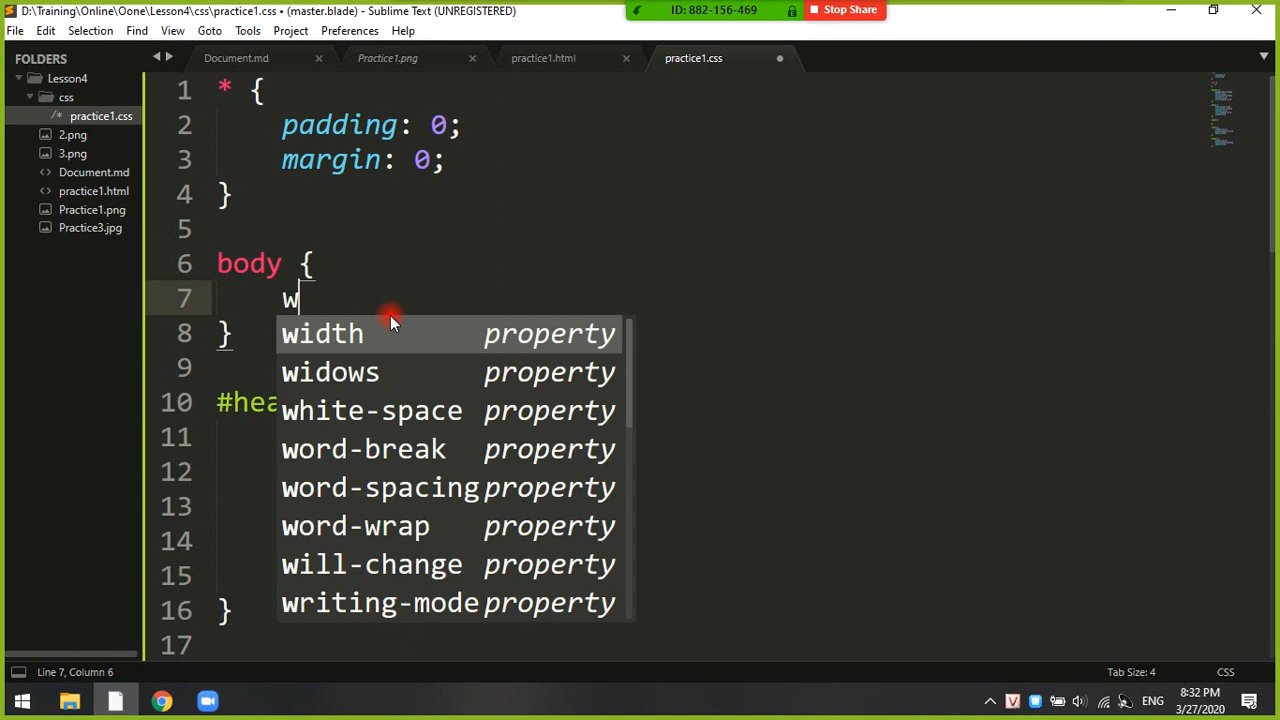 D:\Training\Online\Oone\Lesson4\css\practice1.css • (master.blade) - Sublime Text (UNREGISTERED)
ID: 882-156-469
Stop Share
File Edit Selection Find View Goto Tools Project Preferences Help
FOLDERS
Lesson4
css
/* practice1.css
2.png
3.png
<> Document.md
<> practice1.html
Practice1.png
Practice3.jpg
Document.md
Practice1.png
practice1.html
practice1.css
1 * {
2 padding: 0;
3 margin: 0;
4 }
5
6 body {
7 w
8 }
9
10 #hea
11
12
13
14
15
16 }
17
width property
widows property
white-space property
word-break property
word-spacing property
word-wrap property
will-change property
writing-mode property
Line 7, Column 6
Tab Size: 4
CSS
ENG
8:32 PM
3/27/2020